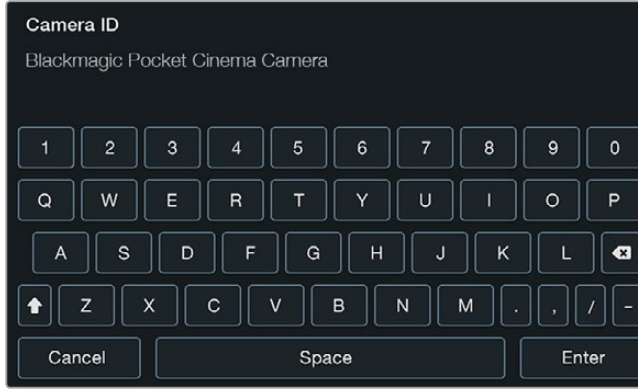 Camera ID
Blackmagic Pocket Cinema Camera
1 2 3 4 5 6 7 8 9 0
Q W E R T Y U I O P
A S D F G H J K L
Z X C V B N M . , / -
Cancel Space Enter